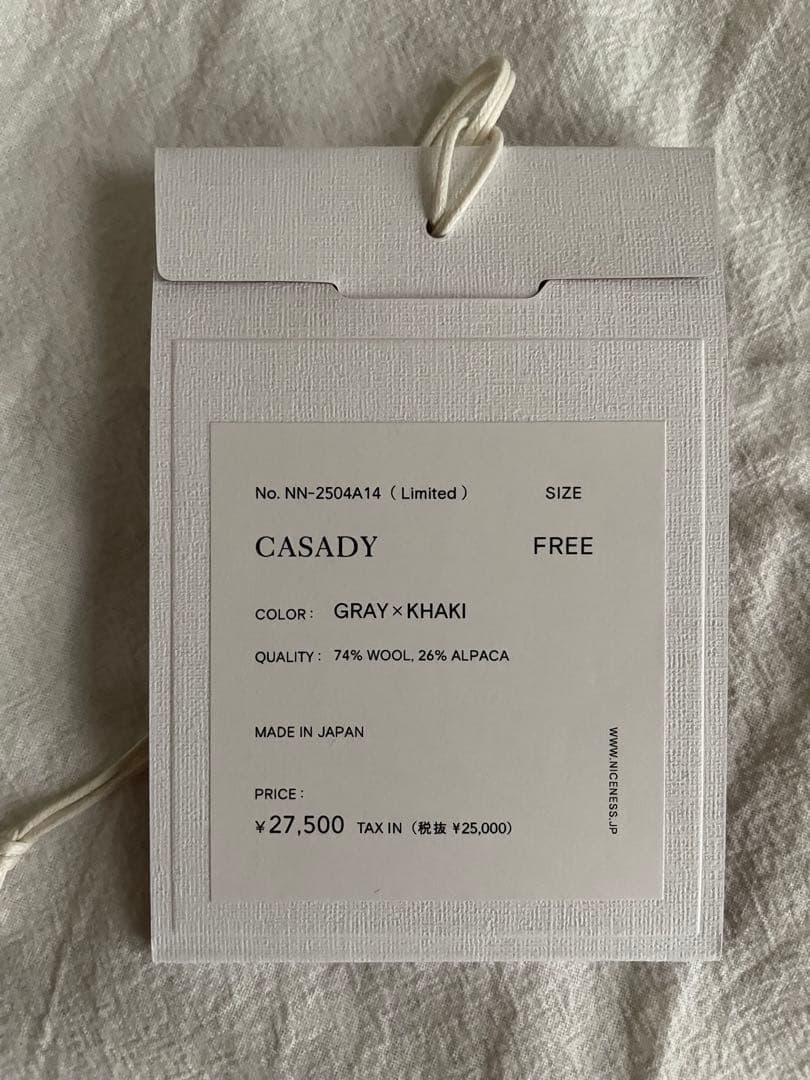 No. NN-2504A14 ( Limited ) SIZE
CASADY FREE
COLOR : GRAY×KHAKI
QUALITY : 74% WOOL, 26% ALPACA
MADE IN JAPAN
PRICE :
¥27,500 TAX IN (税抜 ¥25,000)
WWW.NICENESS.JP